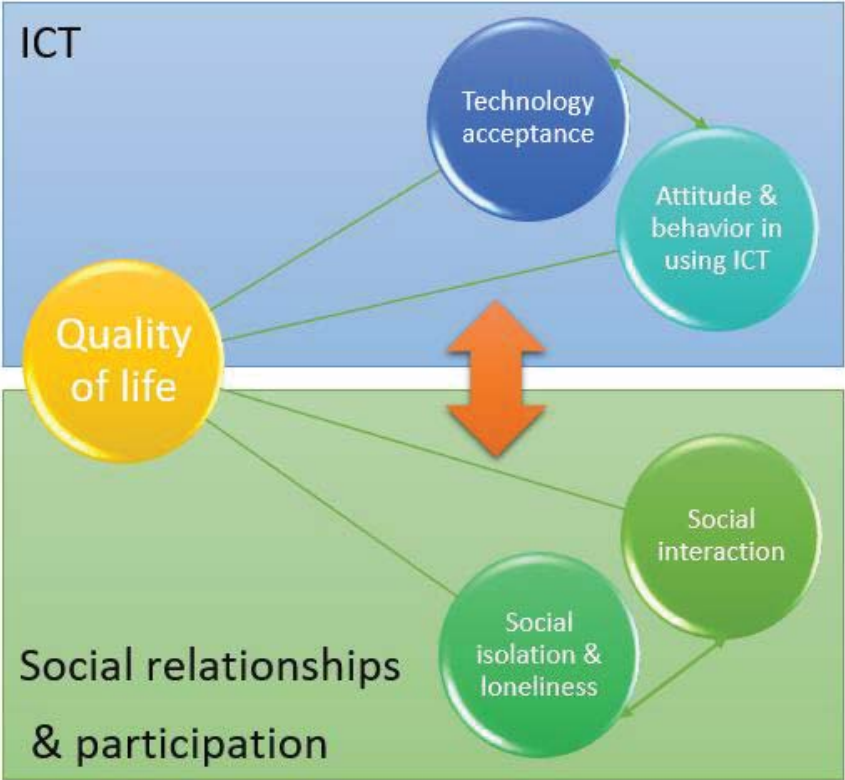 ICT
Technology
acceptance
Attitude &
behavior in
using ICT
Quality
of life
Social
interaction
Social
isolation &
loneliness
Social relationships
& participation